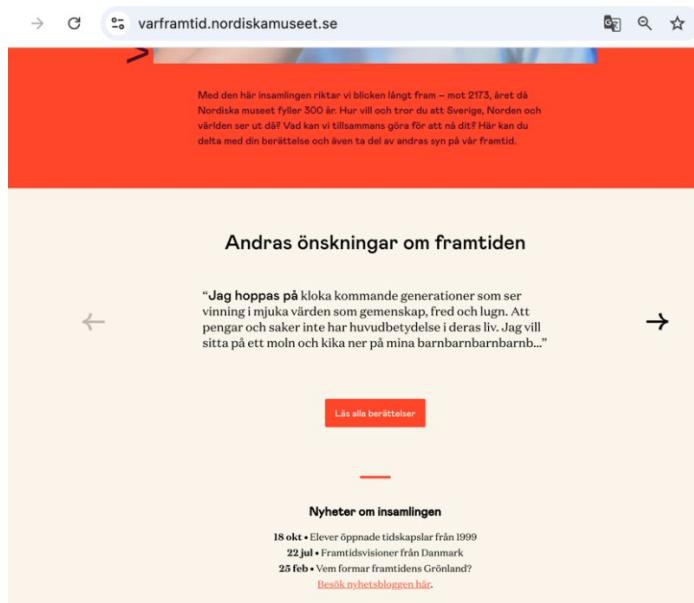 varframtid.nordiskamuseet.se
Med den här insamlingen riktar vi blicken långt fram – mot 2173, året då
Nordiska museet fyller 300 år. Hur vill och tror du att Sverige, Norden och
världen ser ut då? Vad kan vi tillsammans göra för att nå dit? Här kan du
delta med din berättelse och även ta del av andras syn på vår framtid.
Andras önskningar om framtiden
“Jag hoppas på kloka kommande generationer som ser
vinning i mjuka värden som gemenskap, fred och lugn. Att
pengar och saker inte har huvudbetydelse i deras liv. Jag vill
sitta på ett moln och kika ner på mina barnbarnbarnbarnb...”
Läs alla berättelser
Nyheter om insamlingen
18 okt • Elever öppnade tidskapslar från 1999
22 jul • Framtidsvisioner från Danmark
25 feb • Vem formar framtidens Grönland?
Besök nyhetsbloggen här.